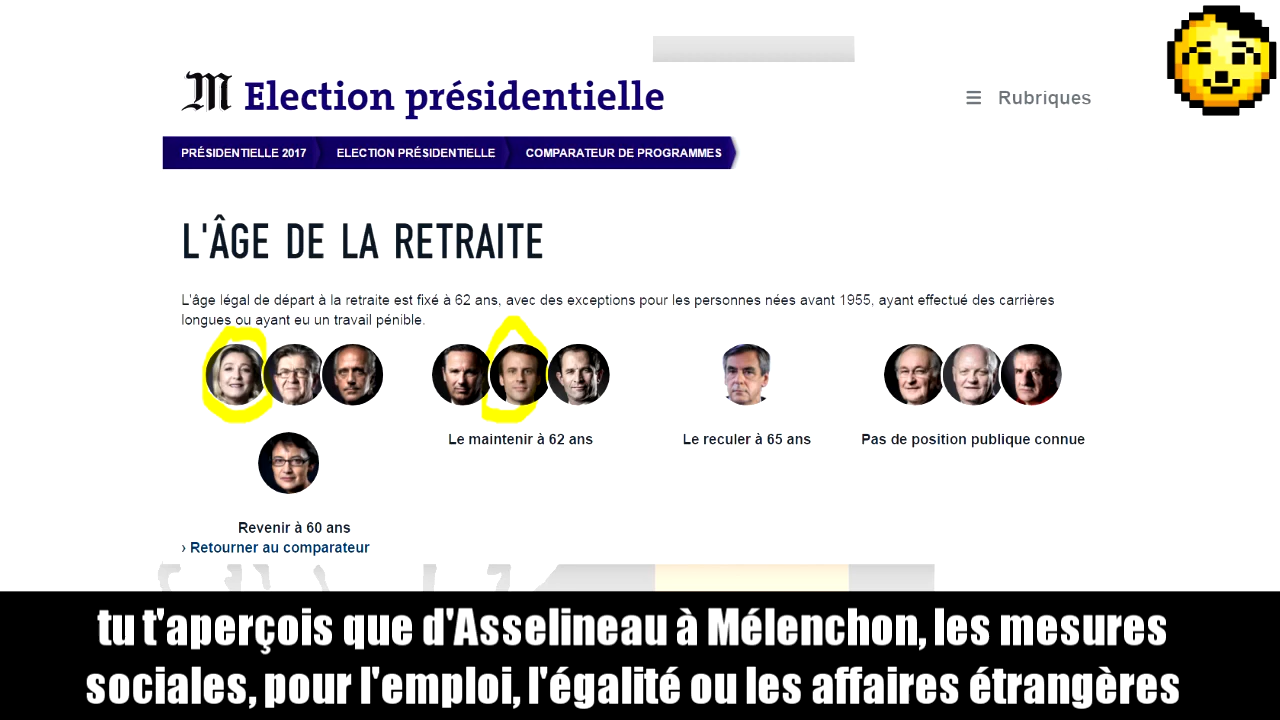 M Election présidentielle
☰ Rubriques
PRÉSIDENTIELLE 2017 ELECTION PRÉSIDENTIELLE COMPARATEUR DE PROGRAMMES
L'ÂGE DE LA RETRAITE
L'âge légal de départ à la retraite est fixé à 62 ans, avec des exceptions pour les personnes nées avant 1955, ayant effectué des carrières
longues ou ayant eu un travail pénible.
Le maintenir à 62 ans
Le reculer à 65 ans
Pas de position publique connue
Revenir à 60 ans
› Retourner au comparateur
tu t'aperçois que d'Asselineau à Mélenchon, les mesures
sociales, pour l'emploi, l'égalité ou les affaires étrangères